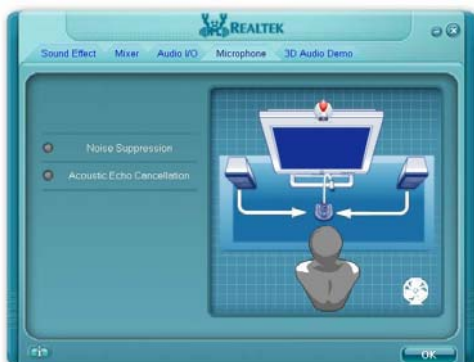 REALTEK
Sound Effect Mixer Audio I/O Microphone 3D Audio Demo
Noise Suppression
Acoustic Echo Cancellation
OK